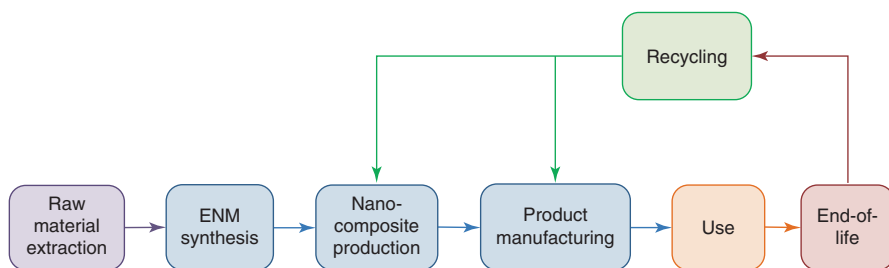 Recycling
Raw
material
extraction
ENM
synthesis
Nano-
composite
production
Product
manufacturing
Use
End-of-
life